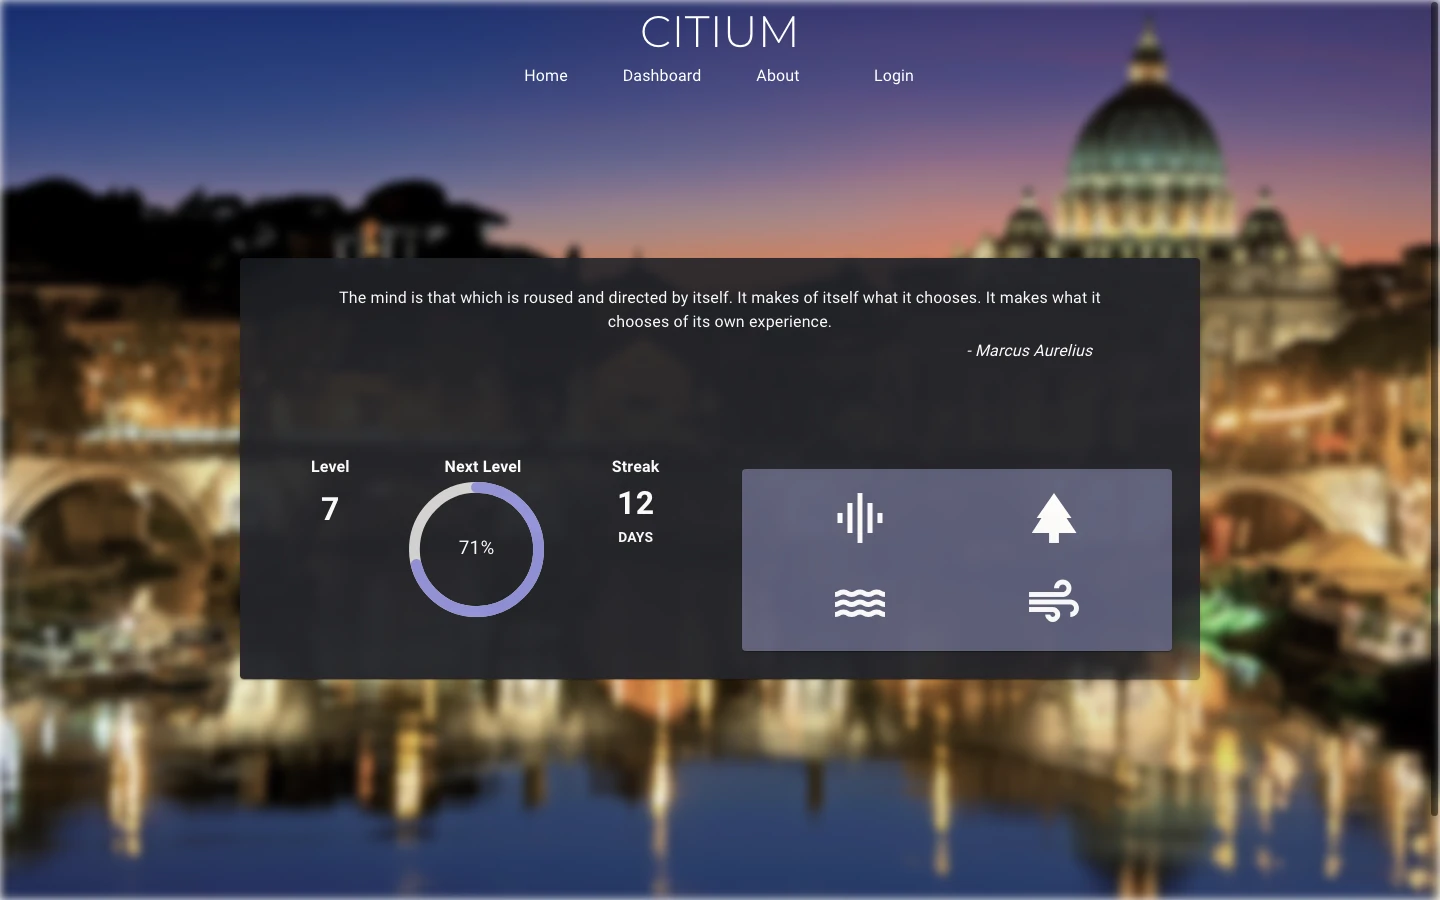 CITIUM
Home Dashboard About Login
The mind is that which is roused and directed by itself. It makes of itself what it chooses. It makes what it
chooses of its own experience.
- Marcus Aurelius
Level Next Level Streak
7 71% 12
DAYS